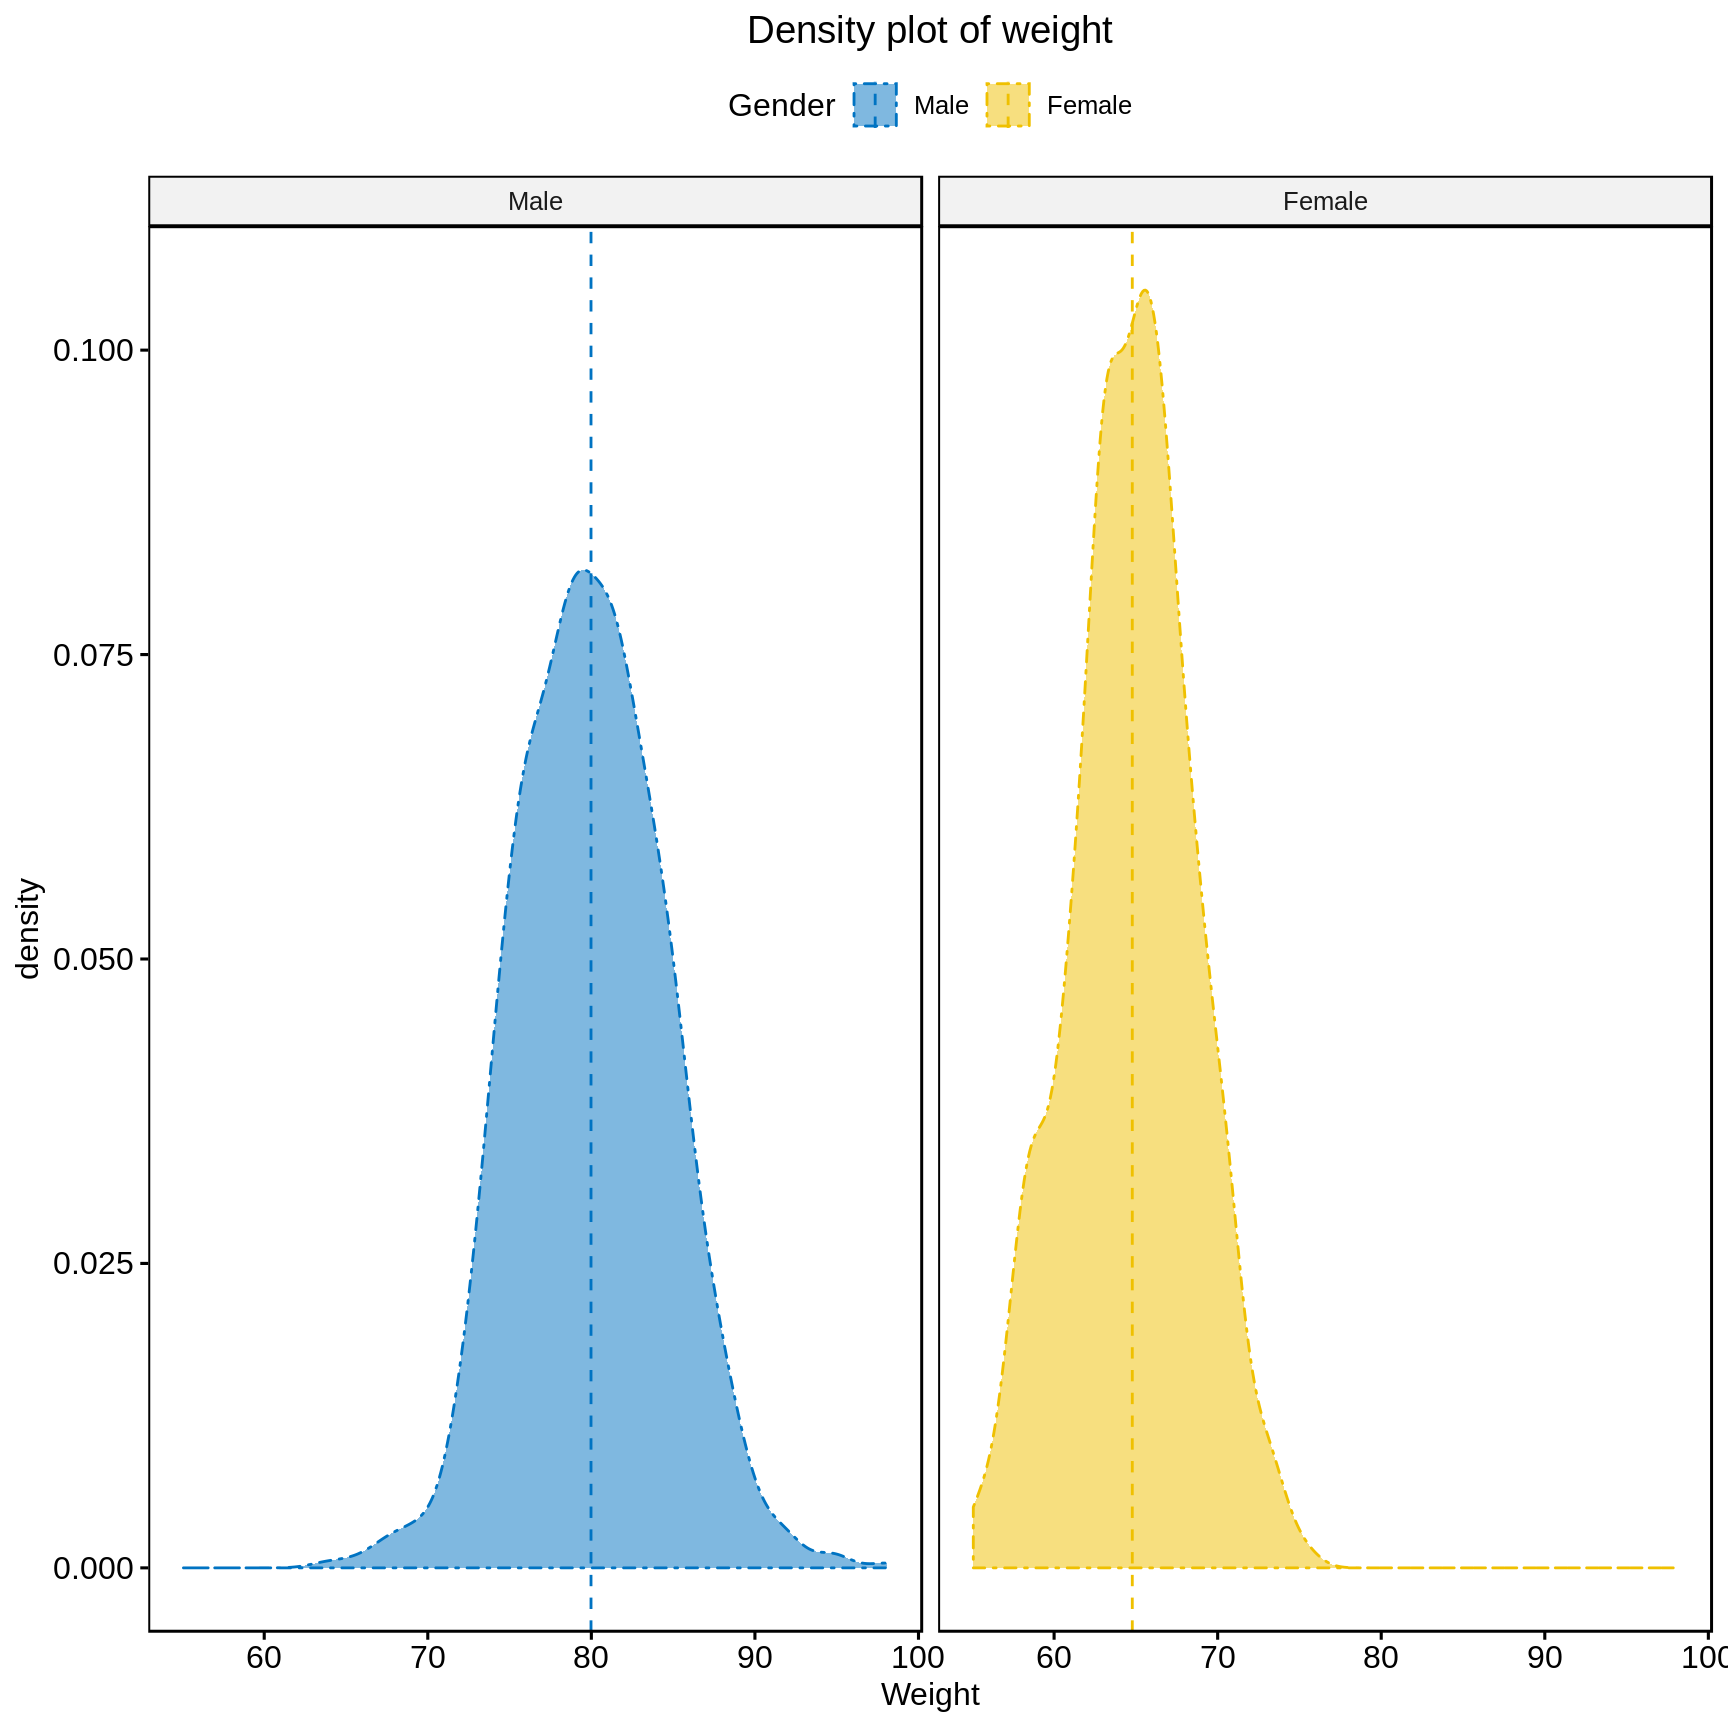 Density plot of weight
Gender Male Female
Male Female
0.100
0.075
0.050
0.025
0.000
density
60 70 80 90 100 60 70 80 90 100
Weight